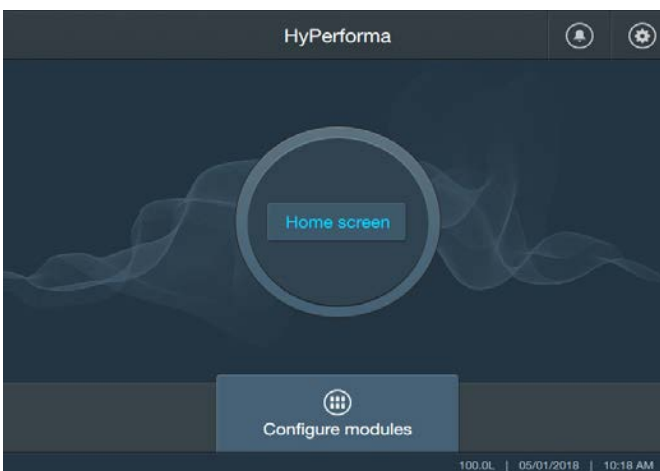 HyPerforma
Home screen
Configure modules
100.0L | 05/01/2018 | 10:18 AM